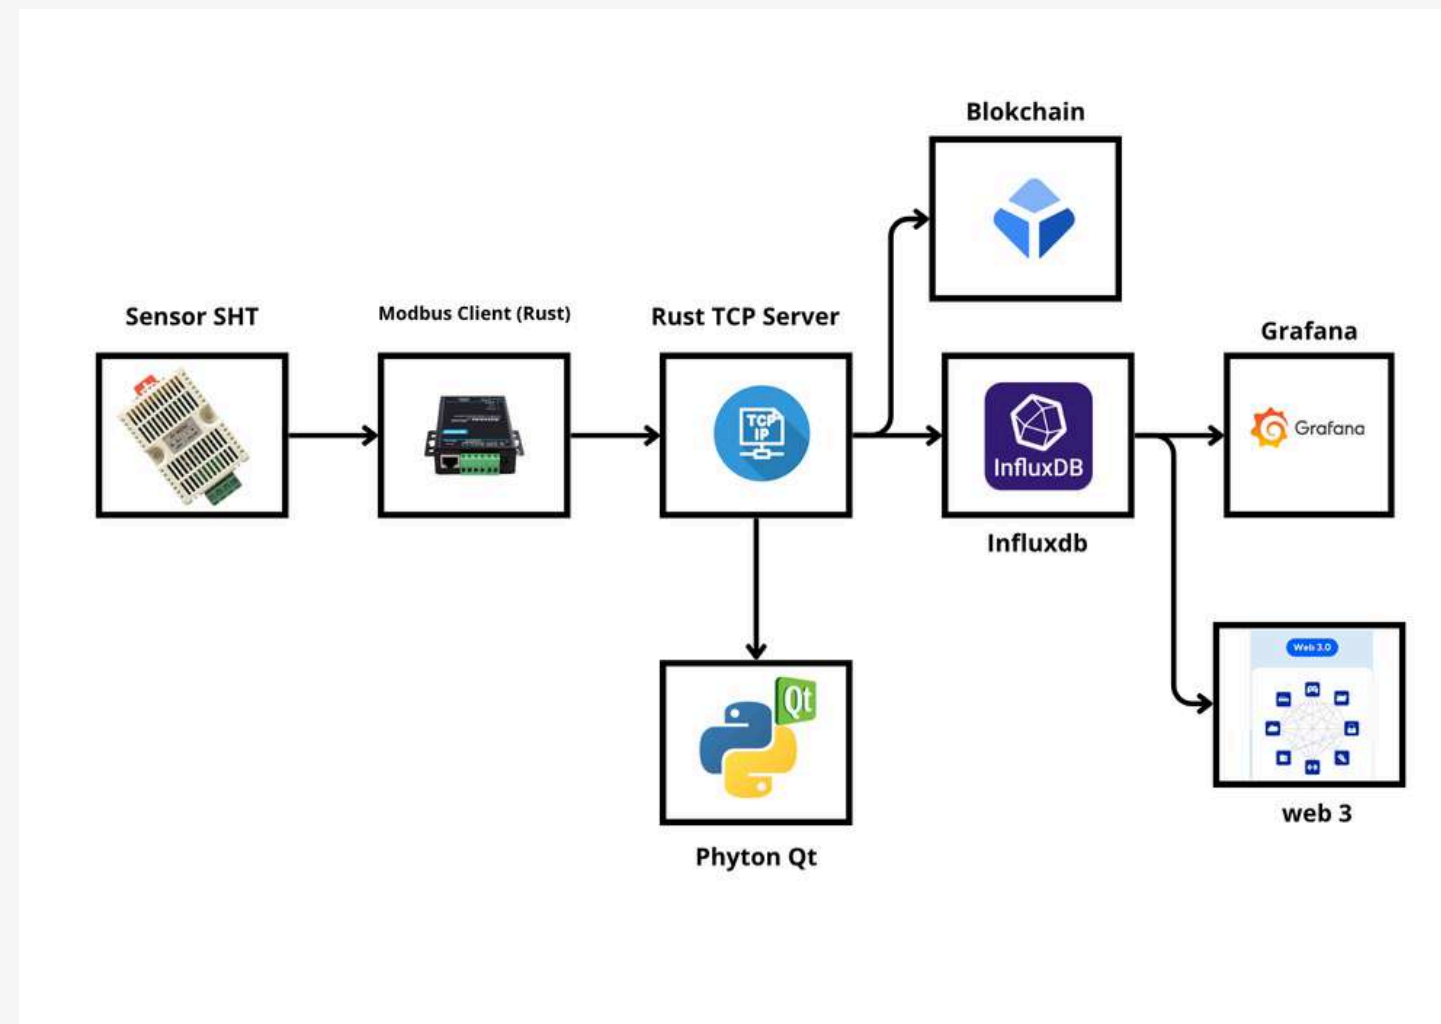 Blokchain
Sensor SHT
Modbus Client (Rust)
Rust TCP Server
Grafana
TCP
IP
InfluxDB
Grafana
Influxdb
Qt
Web 3.0
web 3
Phyton Qt